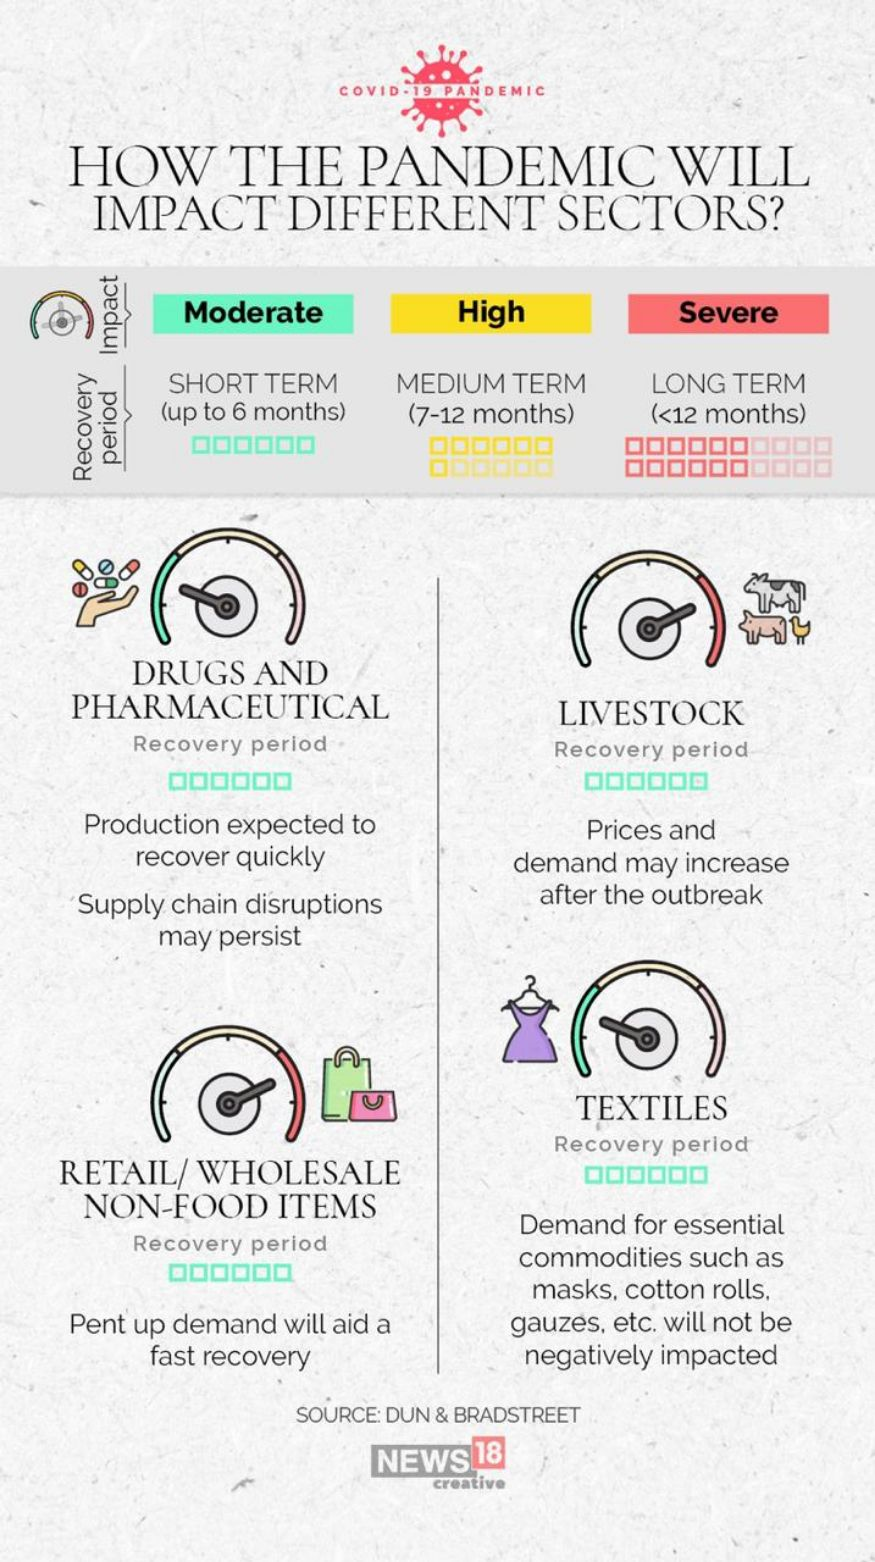 COVID-19 PANDEMIC
HOW THE PANDEMIC WILL
IMPACT DIFFERENT SECTORS?
Impact
Moderate
High
Severe
Recovery
period
SHORT TERM
(up to 6 months)
MEDIUM TERM
(7-12 months)
LONG TERM
(<12 months)
DRUGS AND
PHARMACEUTICAL
Recovery period
Production expected to
recover quickly
Supply chain disruptions
may persist
LIVESTOCK
Recovery period
Prices and
demand may increase
after the outbreak
RETAIL/ WHOLESALE
NON-FOOD ITEMS
Recovery period
Pent up demand will aid a
fast recovery
TEXTILES
Recovery period
Demand for essential
commodities such as
masks, cotton rolls,
gauzes, etc. will not be
negatively impacted
SOURCE: DUN & BRADSTREET
NEWS18
creative